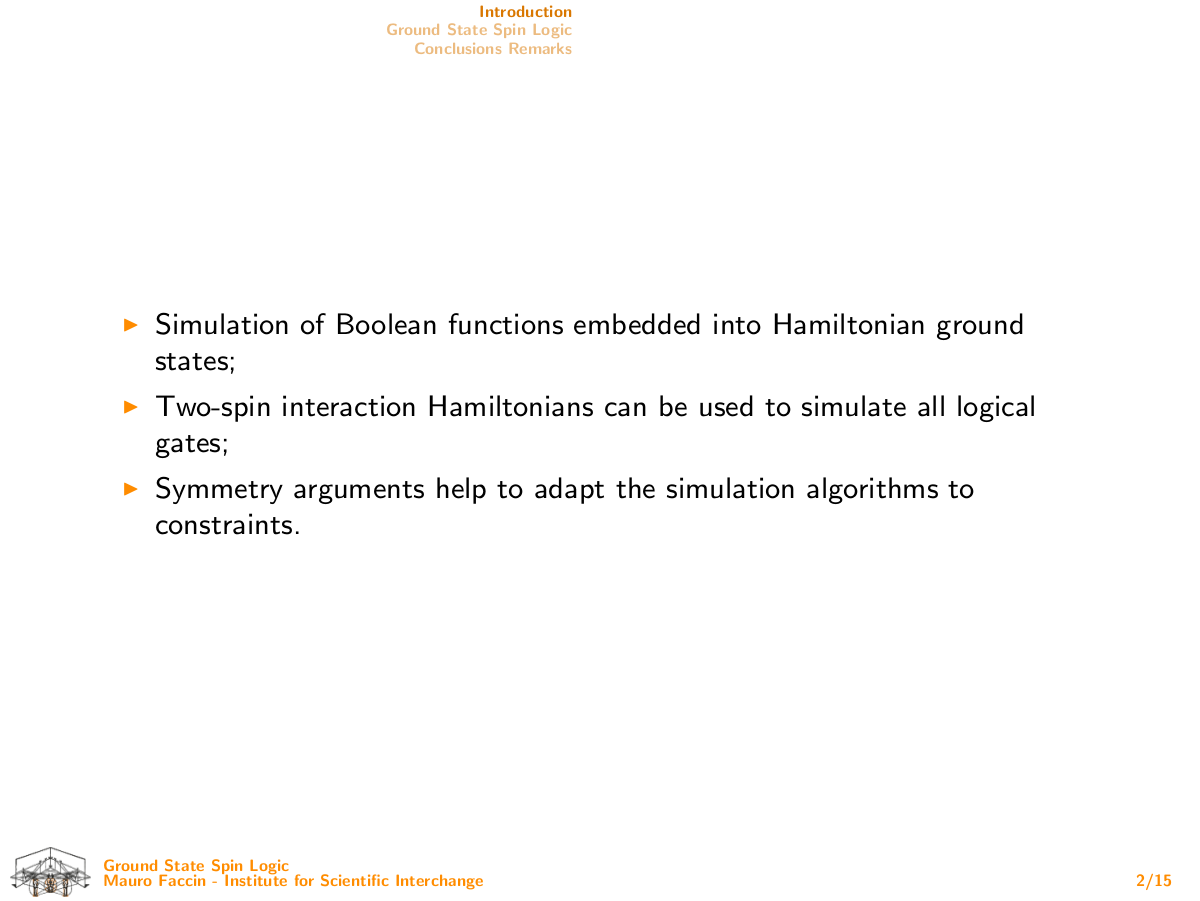 Introduction
Ground State Spin Logic
Conclusions Remarks
Simulation of Boolean functions embedded into Hamiltonian ground
states;
Two-spin interaction Hamiltonians can be used to simulate all logical
gates;
Symmetry arguments help to adapt the simulation algorithms to
constraints.
Ground State Spin Logic
Mauro Faccin - Institute for Scientific Interchange
2/15